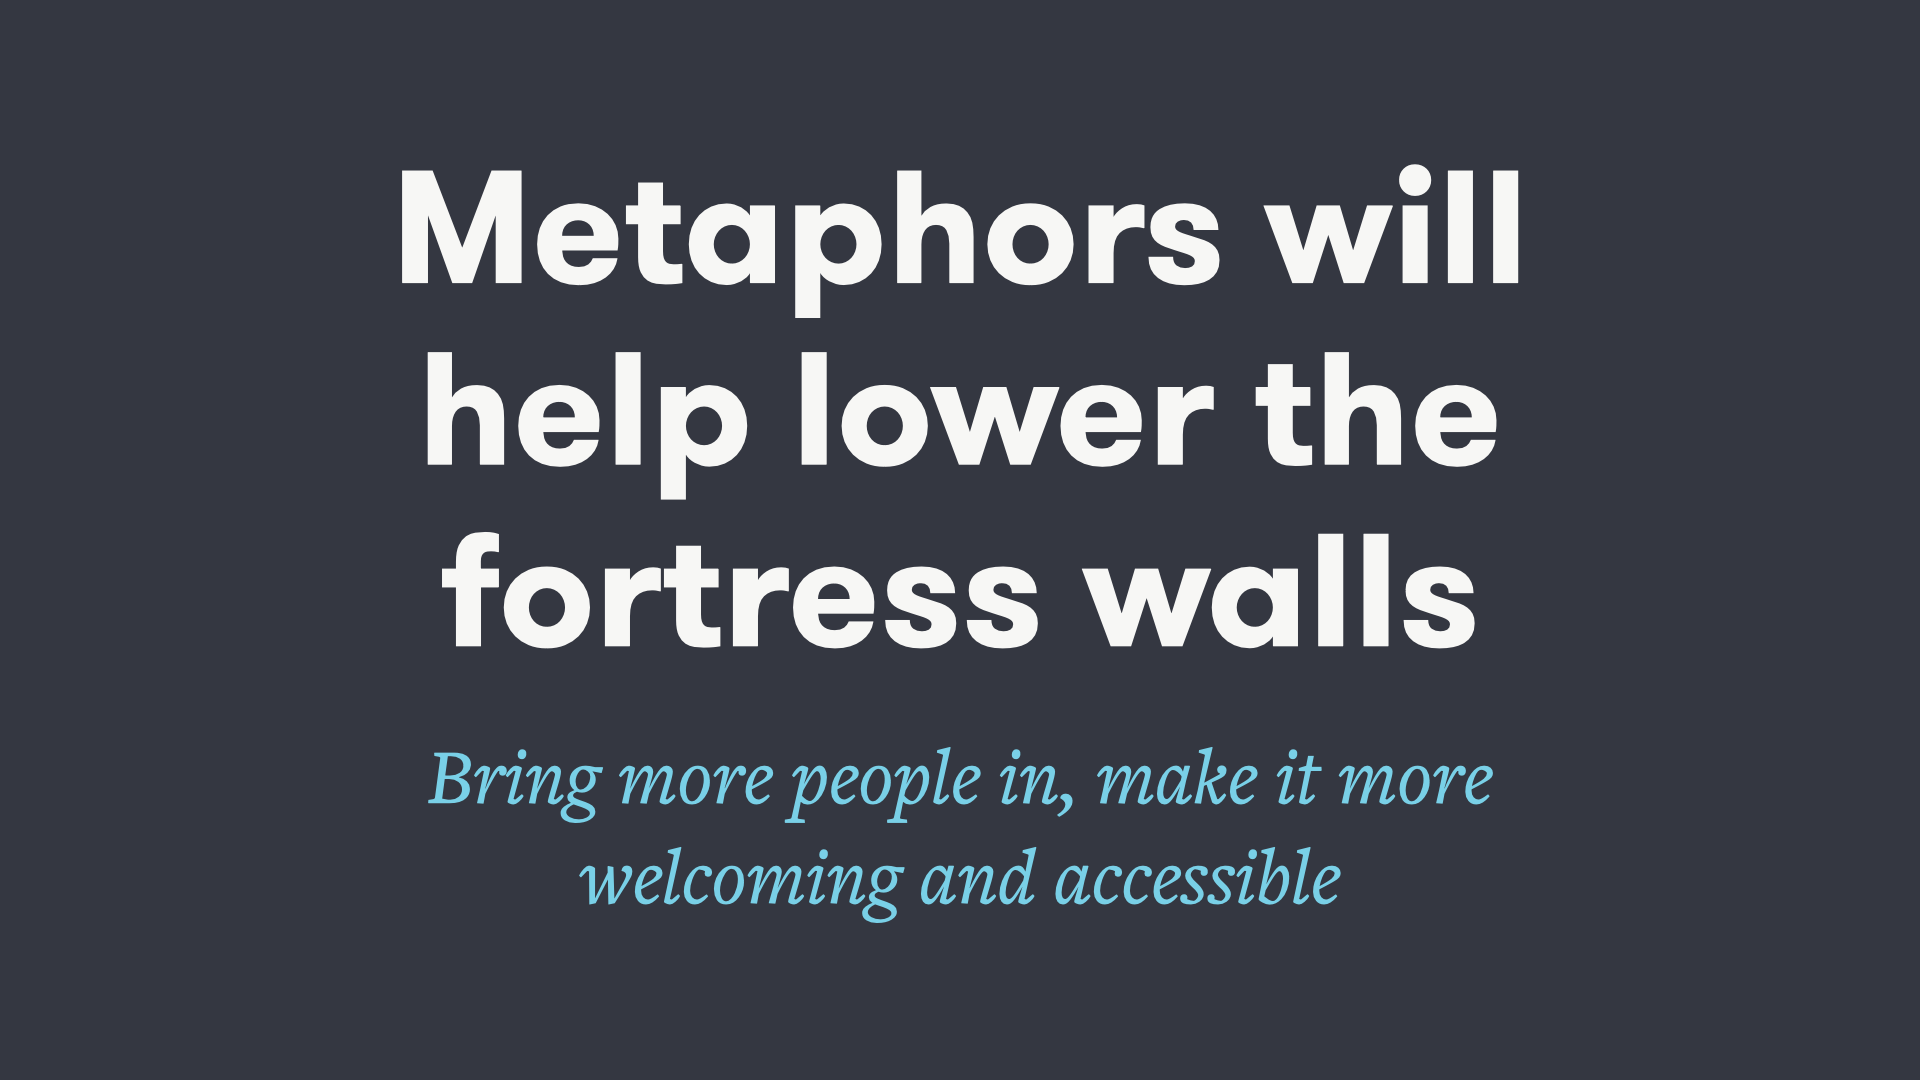 Metaphors will
help lower the
fortress walls
Bring more people in, make it more
welcoming and accessible